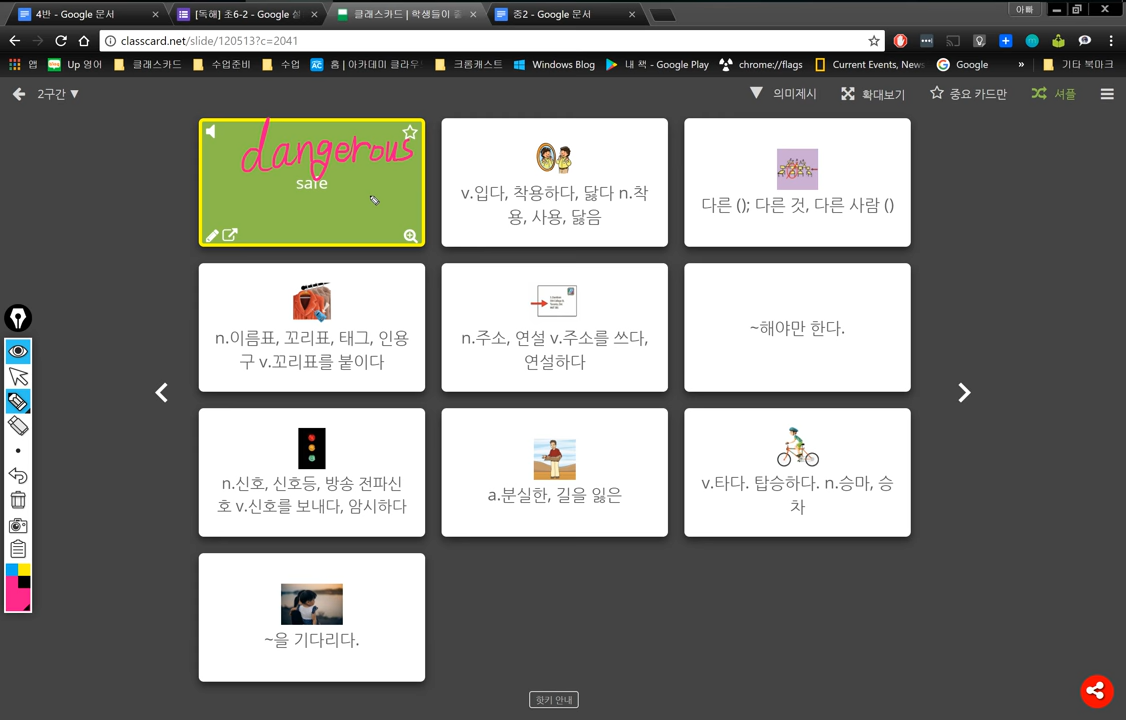 4반 - Google 문서
[독해] 초6-2 - Google 설
클래스카드 | 학생들이 좋
중2 - Google 문서
아빠
classcard.net/slide/120513?c=2041
앱
Up 영어
클래스카드
수업준비
수업
홈 | 아카데미 클라우
크롬캐스트
Windows Blog
내 책 - Google Play
chrome://flags
Current Events, News
Google
»
기타 북마크
2구간 ▼
의미제시
확대보기
중요 카드만
셔플
dangerous
safe
v.입다, 착용하다, 닳다 n.착
용, 사용, 닳음
다른 (); 다른 것, 다른 사람 ()
n.이름표, 꼬리표, 태그, 인용
구 v.꼬리표를 붙이다
n.주소, 연설 v.주소를 쓰다,
연설하다
~해야만 한다.
n.신호, 신호등, 방송 전파신
호 v.신호를 보내다, 암시하다
a.분실한, 길을 잃은
v.타다. 탑승하다. n.승마, 승
차
~을 기다리다.
핫키 안내